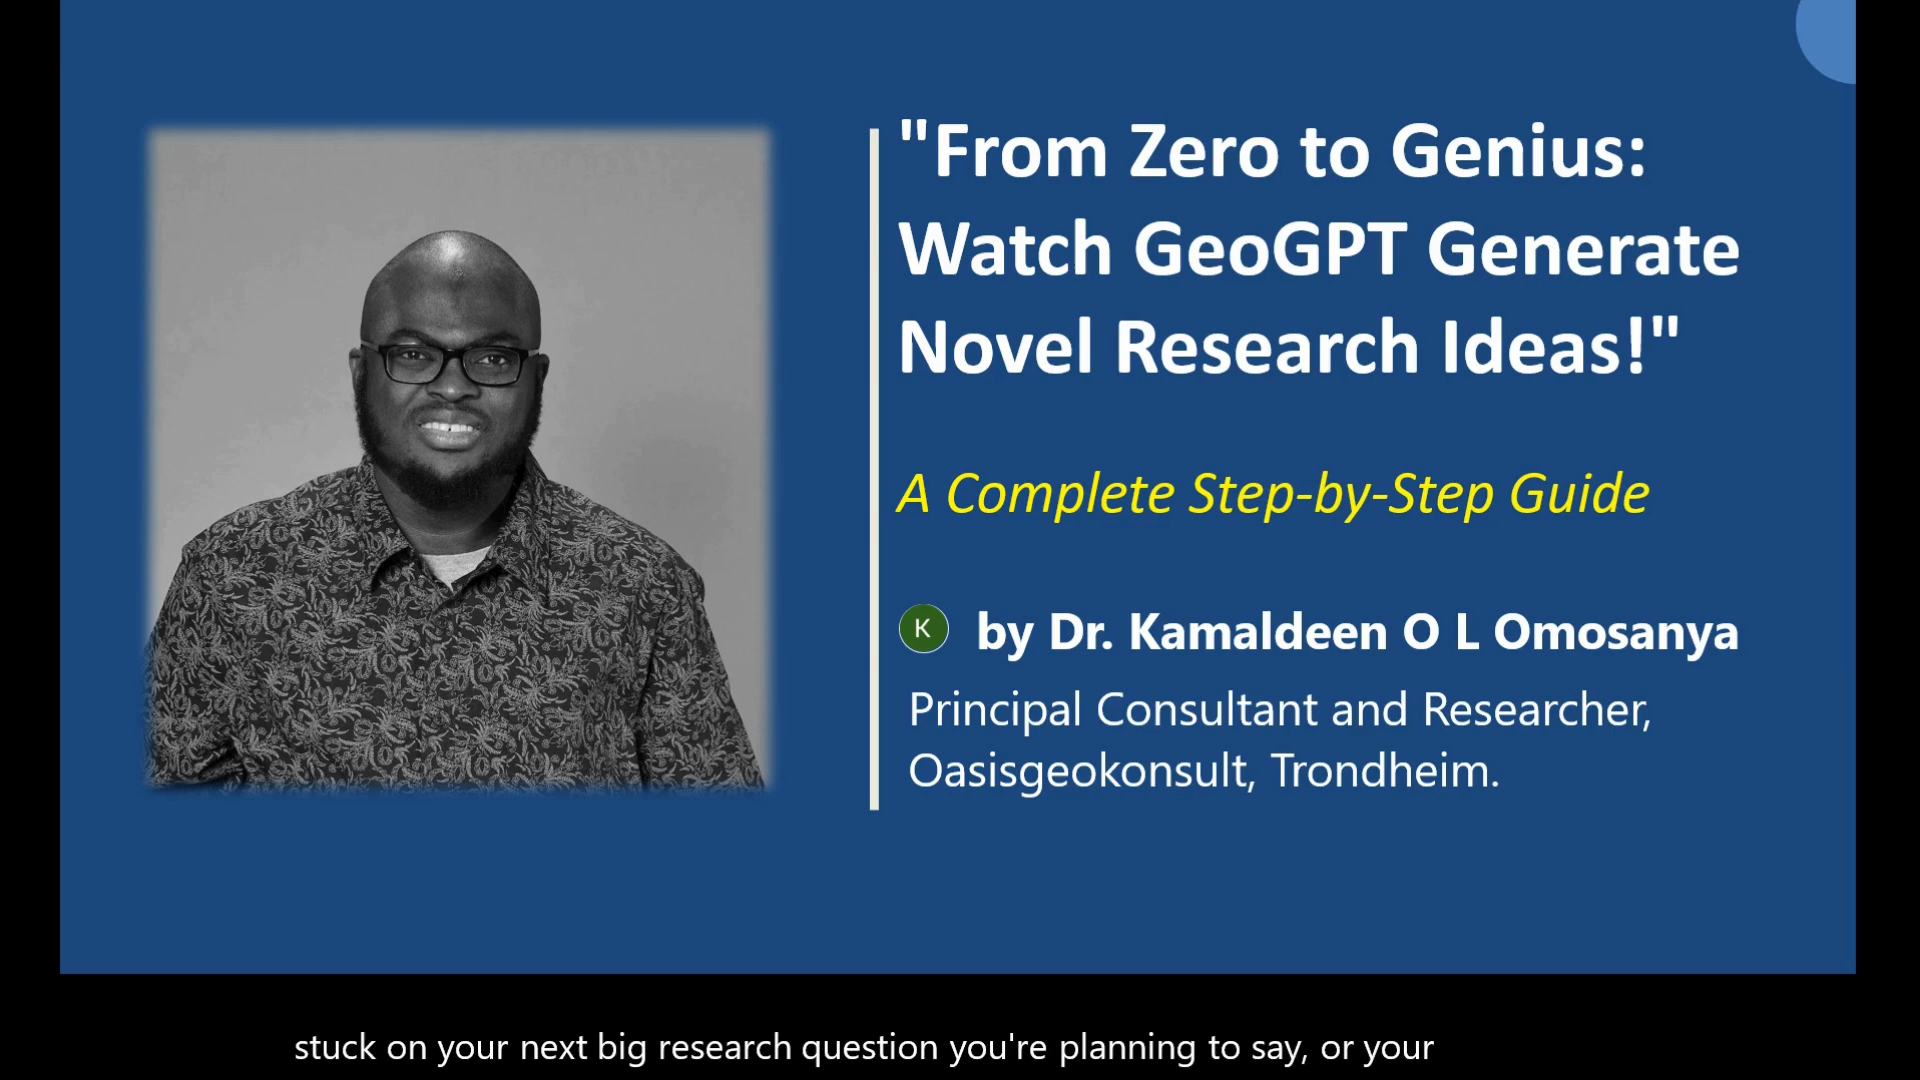 "From Zero to Genius:
Watch GeoGPT Generate
Novel Research Ideas!"
A Complete Step-by-Step Guide
K by Dr. Kamaldeen O L Omosanya
Principal Consultant and Researcher,
Oasisgeokonsult, Trondheim.
stuck on your next big research question you're planning to say, or your